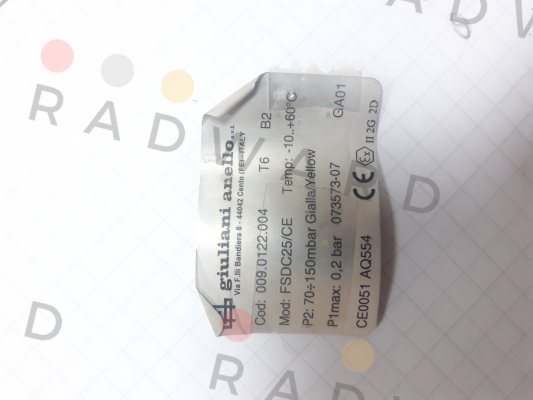 giuliani anello s.r.l.
Via F.lli Bandiera 8 - 44042 Cento (FE) - ITALY
Cod: 009.0122.004 T6 B2
Mod: FSDC25/CE Temp: -10..+60°C
P2: 70÷150mbar Gialla/Yellow
P1max: 0,2 bar 073573-07 GA01
CE Ex II 2G 2D
CE0051 AQ554
RADWARD